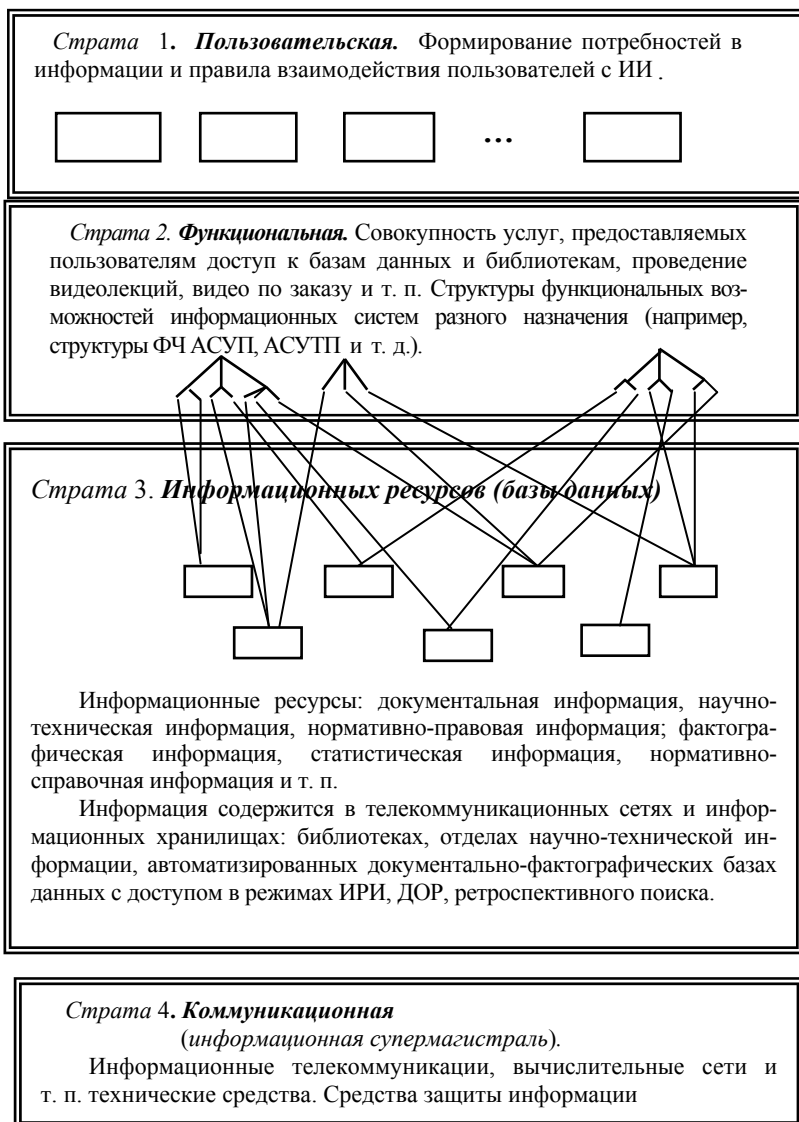 Страта 1. Пользовательская. Формирование потребностей в
информации и правила взаимодействия пользователей с ИИ .
...
Страта 2. Функциональная. Совокупность услуг, предоставляемых
пользователям доступ к базам данных и библиотекам, проведение
видеолекций, видео по заказу и т. п. Структуры функциональных воз-
можностей информационных систем разного назначения (например,
структуры ФЧ АСУП, АСУТП и т. д.).
Страта 3. Информационных ресурсов (базы данных)
Информационные ресурсы: документальная информация, научно-
техническая информация, нормативно-правовая информация; фактогра-
фическая информация, статистическая информация, нормативно-
справочная информация и т. п.
Информация содержится в телекоммуникационных сетях и инфор-
мационных хранилищах: библиотеках, отделах научно-технической ин-
формации, автоматизированных документально-фактографических базах
данных с доступом в режимах ИРИ, ДОР, ретроспективного поиска.
Страта 4. Коммуникационная
(информационная супермагистраль).
Информационные телекоммуникации, вычислительные сети и
т. п. технические средства. Средства защиты информации